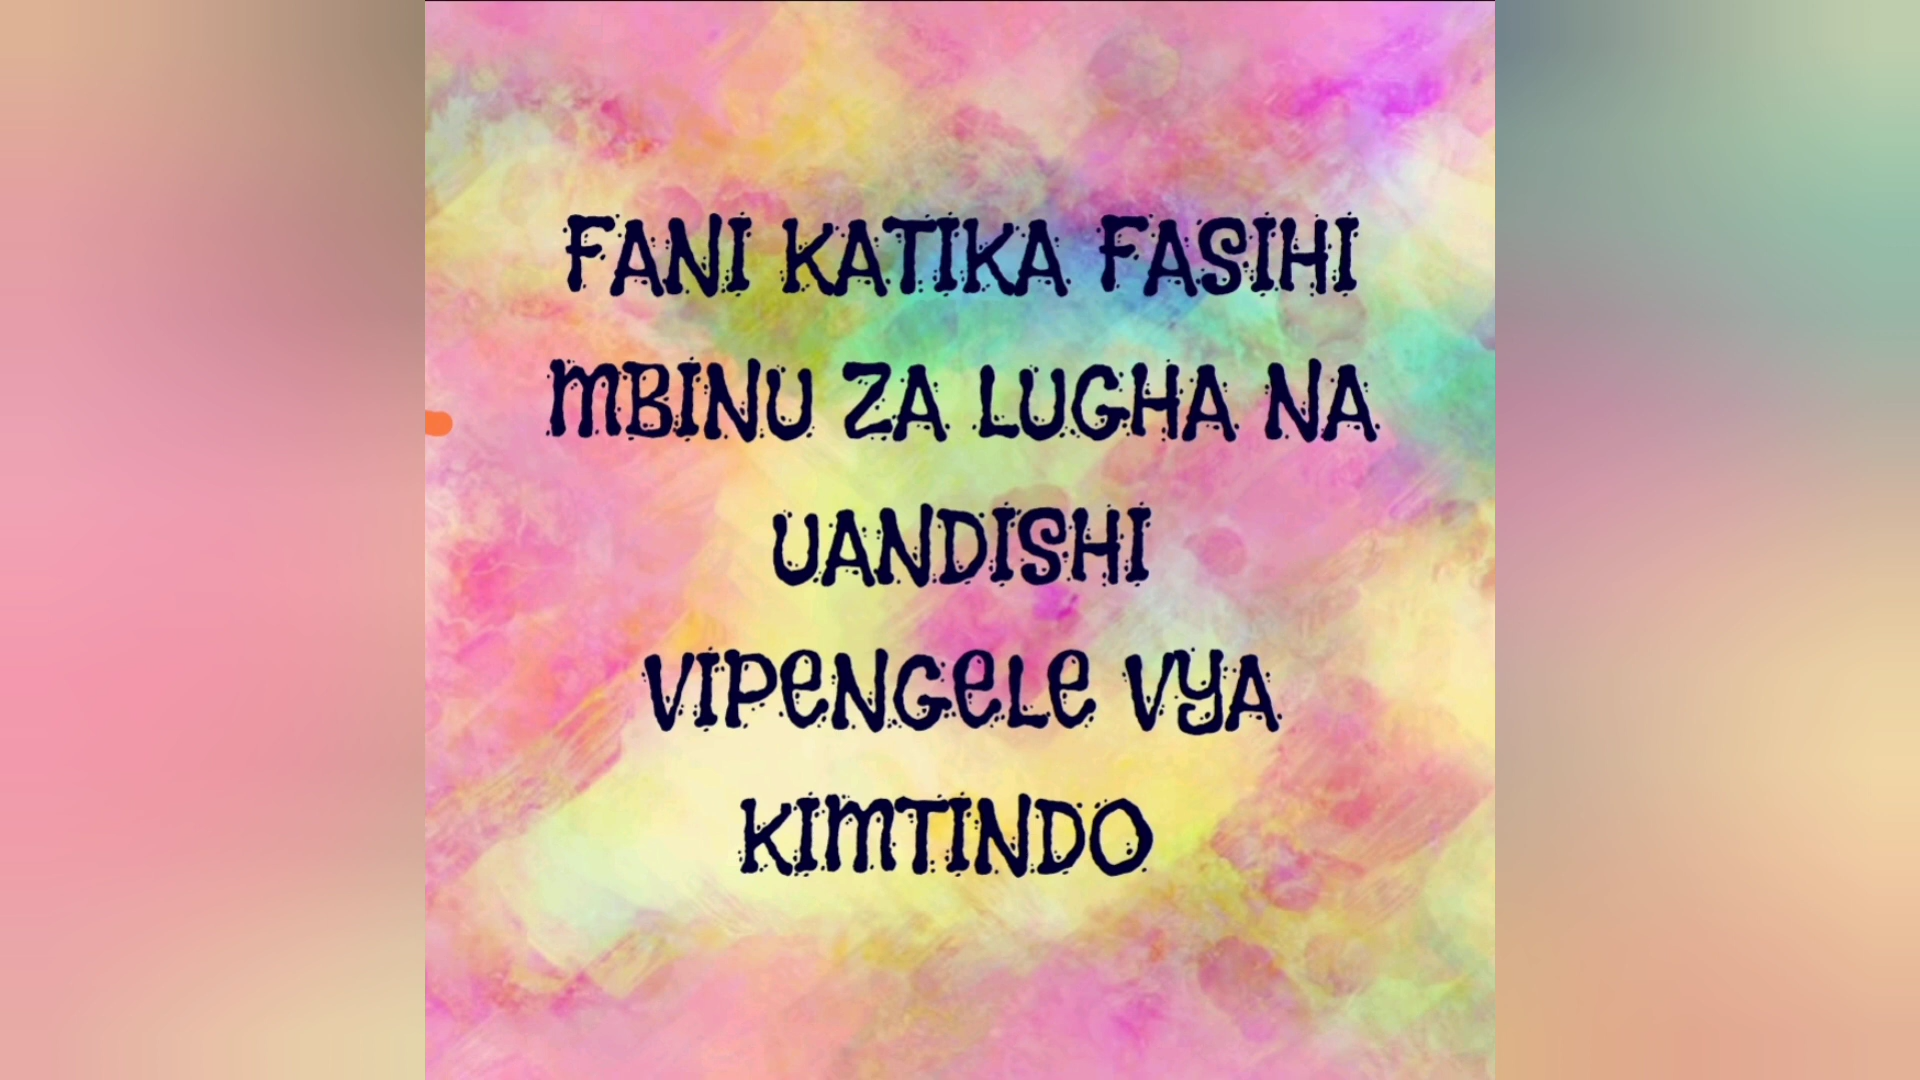 FANI KATIKA FASIHI
MBINU ZA LUGHA NA
UANDISHI
VIPENGELE VYA
KIMTINDO